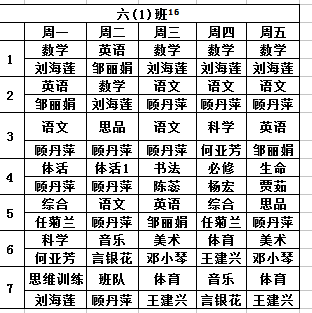 六(1)班16
周一 周二 周三 周四 周五
1 数学 英语 数学 数学 数学
刘海莲 邹丽娟 刘海莲 刘海莲 刘海莲
2 英语 数学 语文 语文 语文
邹丽娟 刘海莲 顾丹萍 顾丹萍 顾丹萍
3 语文 思品 语文 科学 英语
顾丹萍 顾丹萍 顾丹萍 何亚芳 邹丽娟
4 体活 体活1 书法 必修 生命
顾丹萍 顾丹萍 陈蕊 杨宏 贾茹
5 综合 语文 英语 综合 思品
任菊兰 顾丹萍 邹丽娟 任菊兰 顾丹萍
6 科学 音乐 美术 体育 美术
何亚芳 言银花 邓小琴 王建兴 邓小琴
7 思维训练 班队 体育 音乐 体育
刘海莲 顾丹萍 王建兴 言银花 王建兴